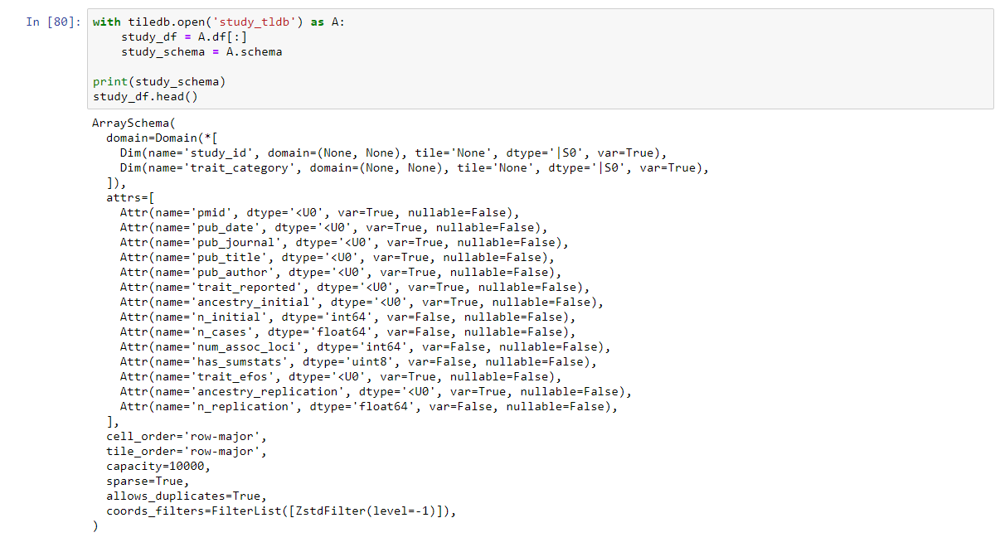 In [80]: with tiledb.open('study_tldb') as A:
    study_df = A.df[:]
    study_schema = A.schema

print(study_schema)
study_df.head()
ArraySchema(
  domain=Domain(*[
    Dim(name='study_id', domain=(None, None), tile='None', dtype='|S0', var=True),
    Dim(name='trait_category', domain=(None, None), tile='None', dtype='|S0', var=True),
  ]),
  attrs=[
    Attr(name='pmid', dtype='<U0', var=True, nullable=False),
    Attr(name='pub_date', dtype='<U0', var=True, nullable=False),
    Attr(name='pub_journal', dtype='<U0', var=True, nullable=False),
    Attr(name='pub_title', dtype='<U0', var=True, nullable=False),
    Attr(name='pub_author', dtype='<U0', var=True, nullable=False),
    Attr(name='trait_reported', dtype='<U0', var=True, nullable=False),
    Attr(name='ancestry_initial', dtype='<U0', var=True, nullable=False),
    Attr(name='n_initial', dtype='int64', var=False, nullable=False),
    Attr(name='n_cases', dtype='float64', var=False, nullable=False),
    Attr(name='num_assoc_loci', dtype='int64', var=False, nullable=False),
    Attr(name='has_sumstats', dtype='uint8', var=False, nullable=False),
    Attr(name='trait_efos', dtype='<U0', var=True, nullable=False),
    Attr(name='ancestry_replication', dtype='<U0', var=True, nullable=False),
    Attr(name='n_replication', dtype='float64', var=False, nullable=False),
  ],
  cell_order='row-major',
  tile_order='row-major',
  capacity=10000,
  sparse=True,
  allows_duplicates=True,
  coords_filters=FilterList([ZstdFilter(level=-1)]),
)